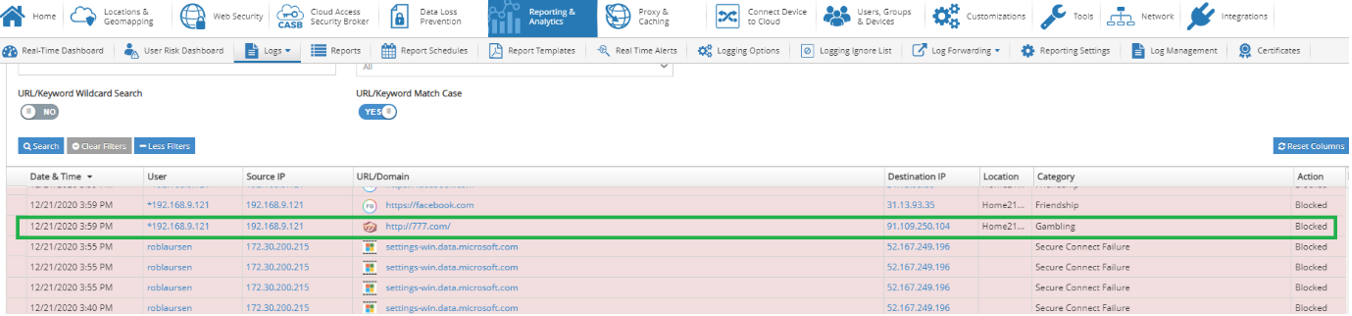 Home
Locations & Geomapping
Web Security
CASB
Cloud Access Security Broker
Data Loss Prevention
Reporting & Analytics
Proxy & Caching
Connect Device to Cloud
Users, Groups & Devices
Customizations
Tools
Network
Integrations
Real-Time Dashboard
User Risk Dashboard
Logs
Reports
Report Schedules
Report Templates
Real Time Alerts
Logging Options
Logging Ignore List
Log Forwarding
Reporting Settings
Log Management
Certificates
All
URL/Keyword Wildcard Search
URL/Keyword Match Case
NO
YES
Search
Clear Filters
Less Filters
Reset Columns
Date & Time User Source IP URL/Domain Destination IP Location Category Action
12/21/2020 3:59 PM *192.168.9.121 192.168.9.121 FB https://facebook.com 31.13.93.35 Home21... Friendship Blocked
12/21/2020 3:59 PM *192.168.9.121 192.168.9.121 http://777.com/ 91.109.250.104 Home21... Gambling Blocked
12/21/2020 3:55 PM roblaursen 172.30.200.215 settings-win.data.microsoft.com 52.167.249.196 Secure Connect Failure Blocked
12/21/2020 3:55 PM roblaursen 172.30.200.215 settings-win.data.microsoft.com 52.167.249.196 Secure Connect Failure Blocked
12/21/2020 3:55 PM roblaursen 172.30.200.215 settings-win.data.microsoft.com 52.167.249.196 Secure Connect Failure Blocked
12/21/2020 3:40 PM roblaursen 172.30.200.215 settings-win.data.microsoft.com 52.167.249.196 Secure Connect Failure Blocked